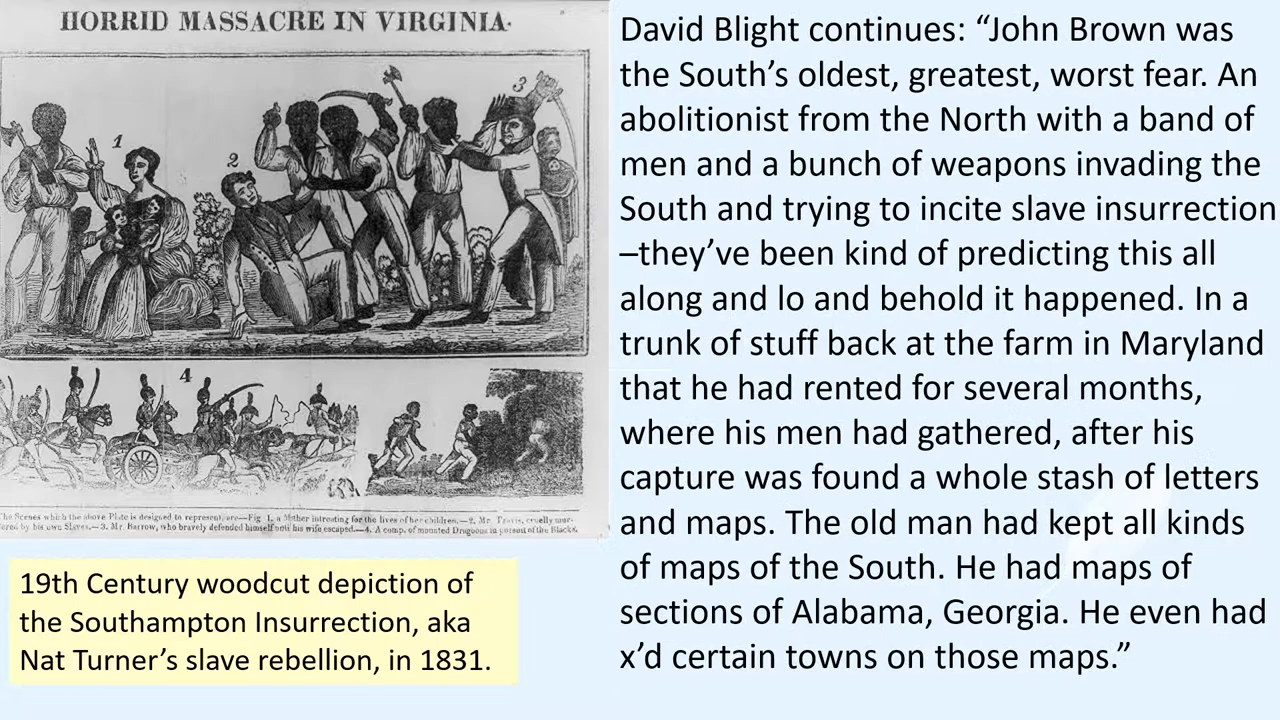 HORRID MASSACRE IN VIRGINIA.
1
2
3
4
The Scenes which the above Plate is designed to represent, are—Fig 1, a Mother intreating for the lives of her children.—2. Mr. Travis, cruelly mur-
dered by his own Slaves.—3. Mr. Barrow, who bravely defended himself until his wife escaped.—4. A comp. of mounted Dragoons in pursuit of the Blacks.
19th Century woodcut depiction of
the Southampton Insurrection, aka
Nat Turner’s slave rebellion, in 1831.
David Blight continues: “John Brown was
the South’s oldest, greatest, worst fear. An
abolitionist from the North with a band of
men and a bunch of weapons invading the
South and trying to incite slave insurrection
–they’ve been kind of predicting this all
along and lo and behold it happened. In a
trunk of stuff back at the farm in Maryland
that he had rented for several months,
where his men had gathered, after his
capture was found a whole stash of letters
and maps. The old man had kept all kinds
of maps of the South. He had maps of
sections of Alabama, Georgia. He even had
x’d certain towns on those maps.”